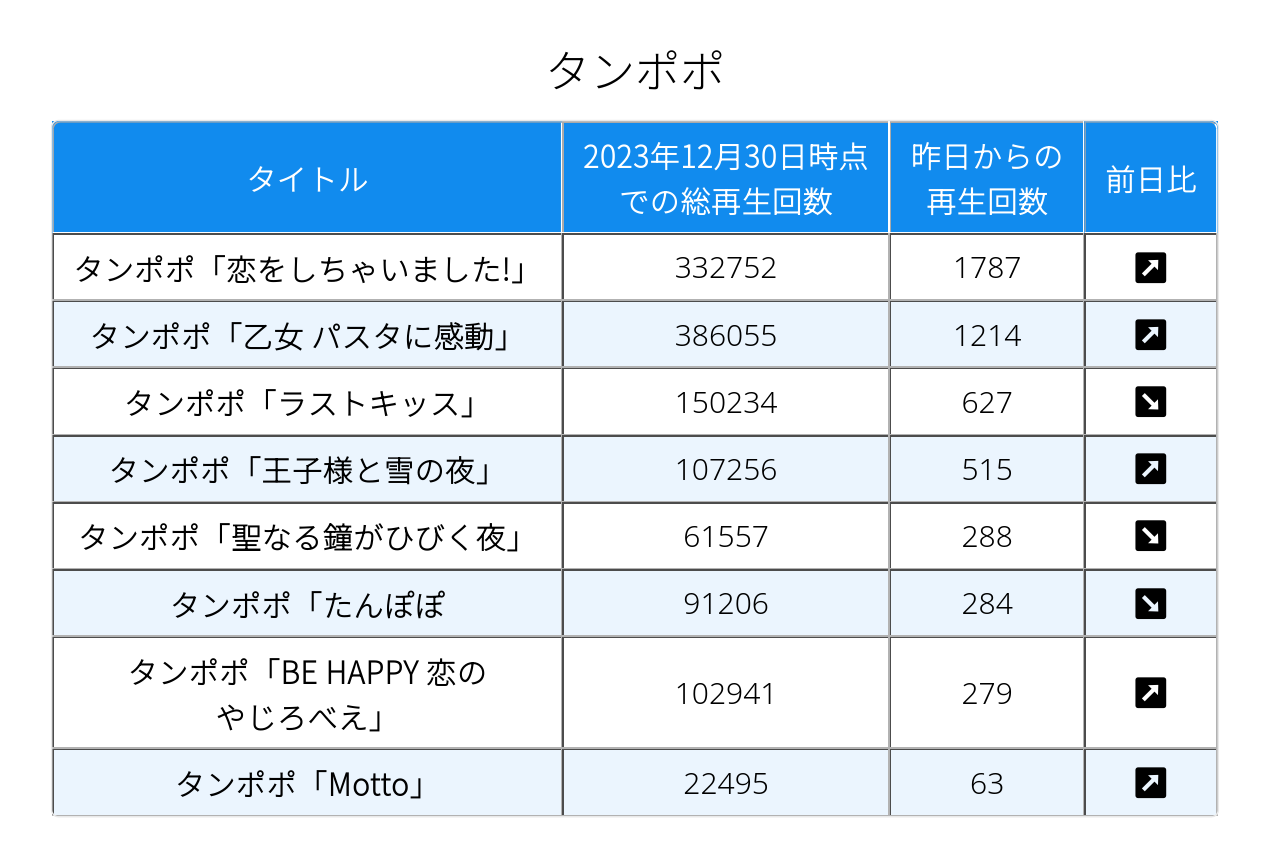 タンポポ
タイトル
2023年12月30日時点
での総再生回数
昨日からの
再生回数
前日比
タンポポ「恋をしちゃいました!」
332752
1787
タンポポ「乙女 パスタに感動」
386055
1214
タンポポ「ラストキッス」
150234
627
タンポポ「王子様と雪の夜」
107256
515
タンポポ「聖なる鐘がひびく夜」
61557
288
タンポポ「たんぽぽ
91206
284
タンポポ「BE HAPPY 恋の
やじろべえ」
102941
279
タンポポ「Motto」
22495
63